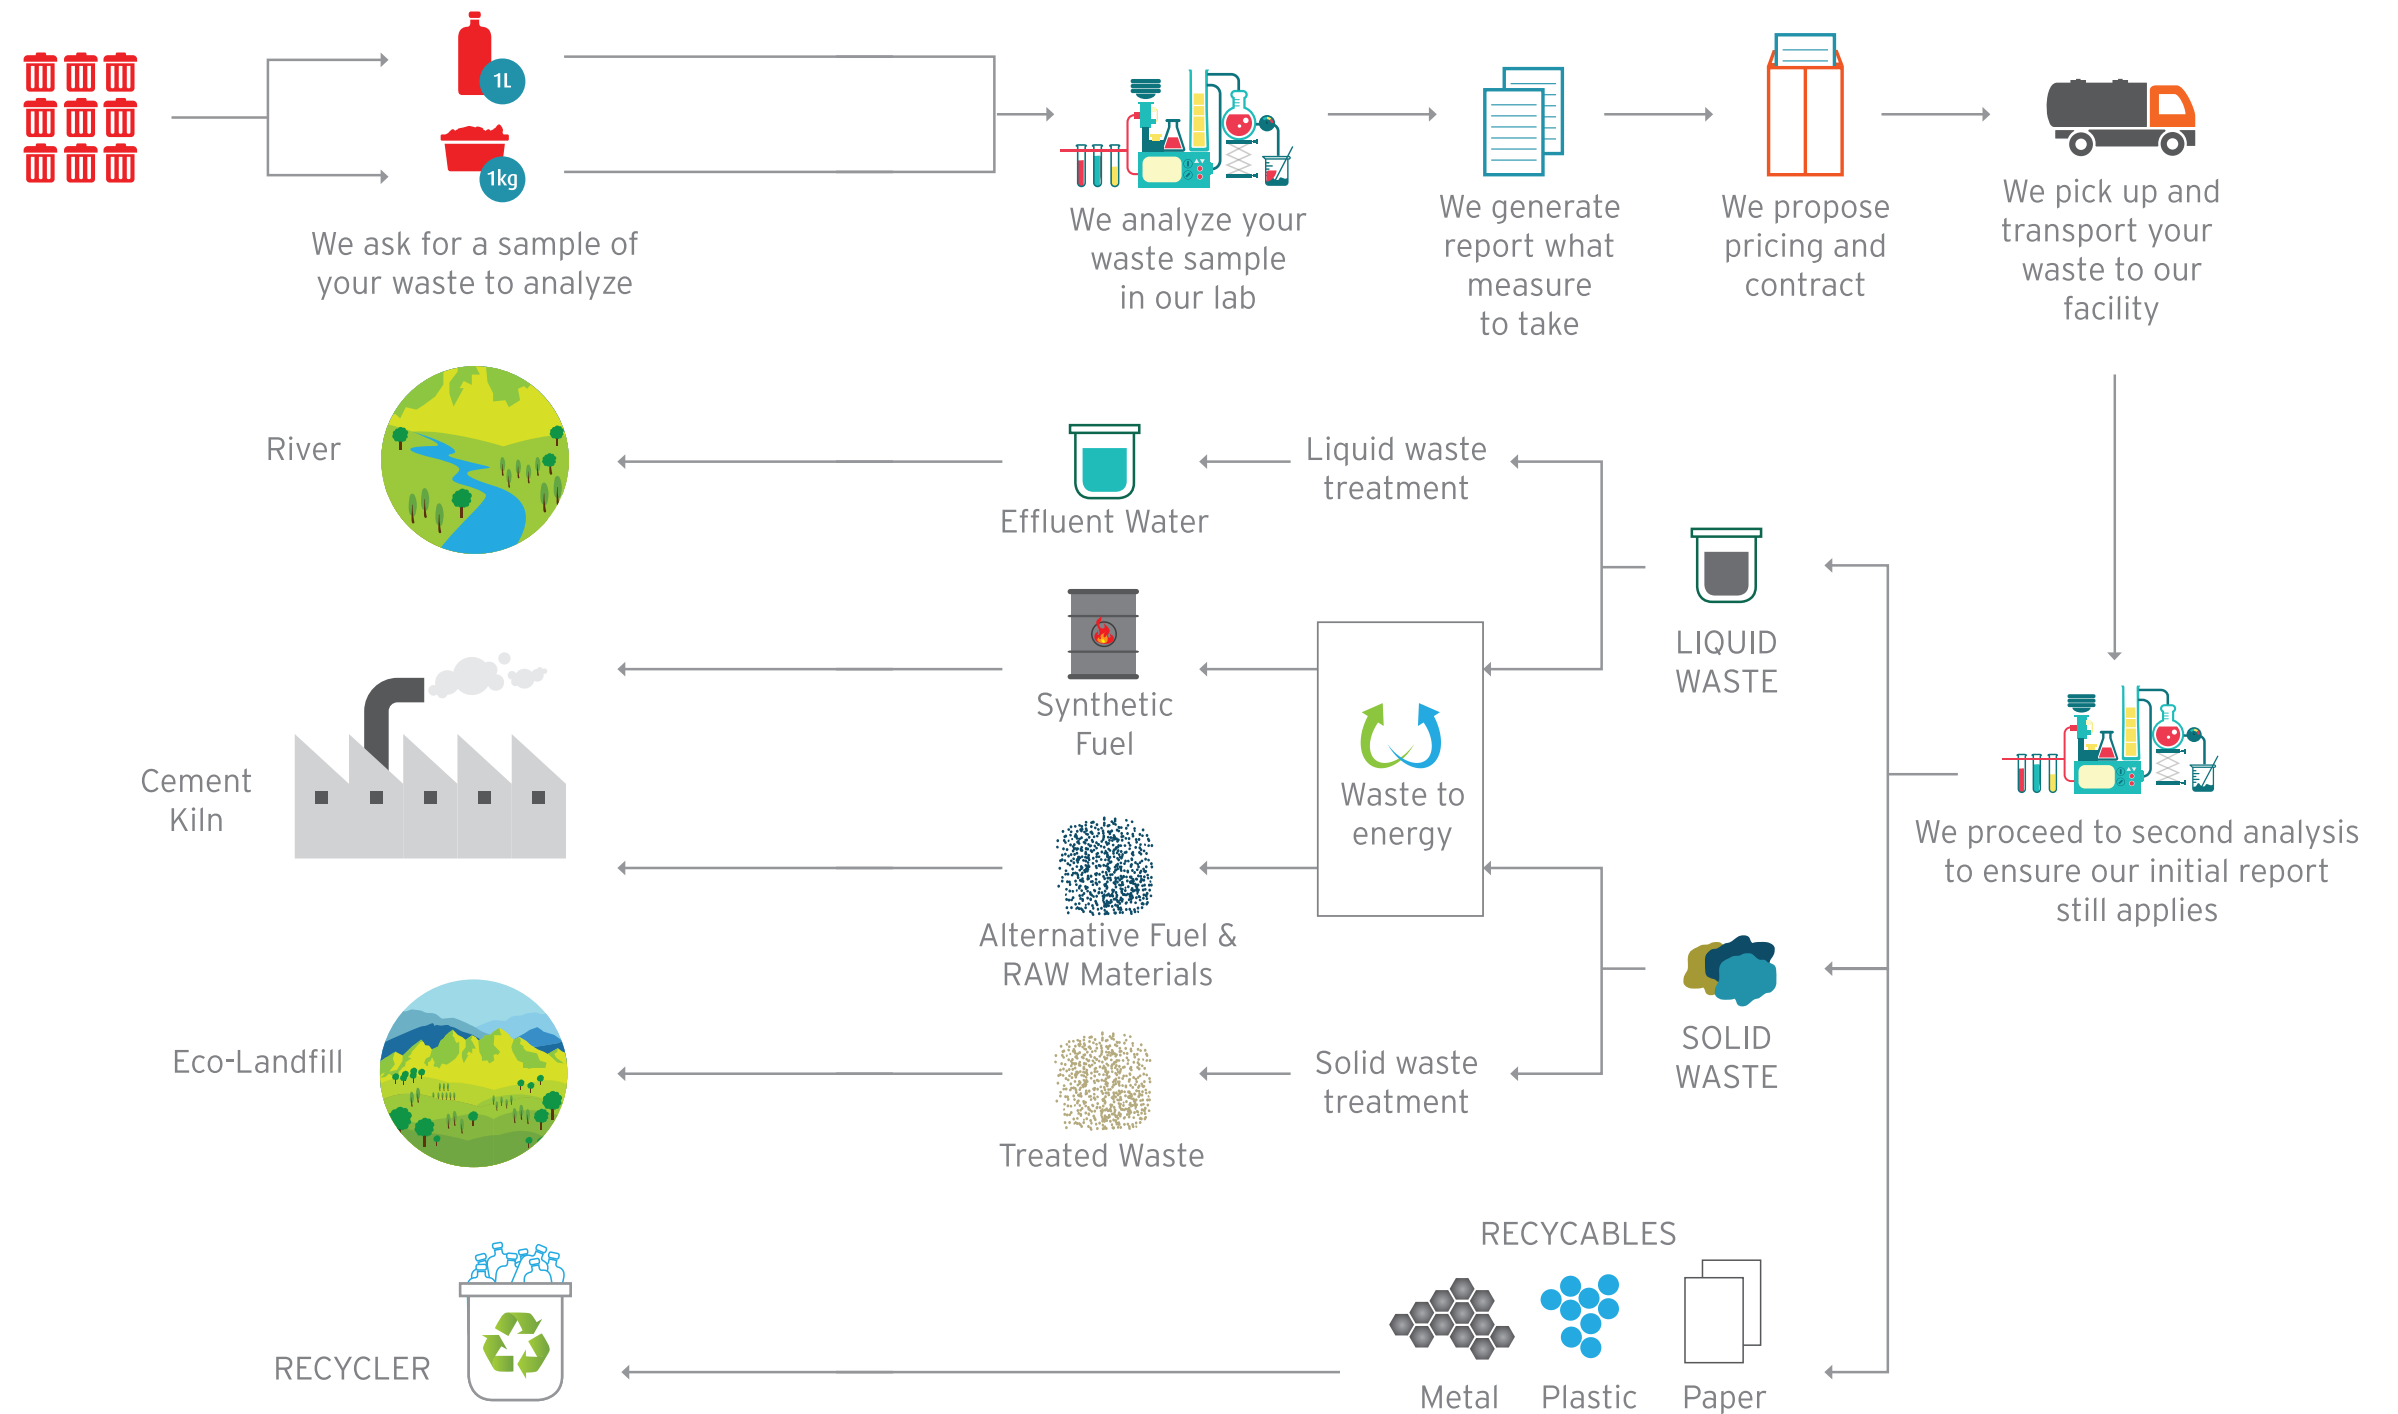 1L
1kg
We ask for a sample of
your waste to analyze
We analyze your
waste sample
in our lab
We generate
report what
measure
to take
We propose
pricing and
contract
We pick up and
transport your
waste to our
facility
River
Effluent Water
Liquid waste
treatment
LIQUID
WASTE
Synthetic
Fuel
Cement
Kiln
Waste to
energy
We proceed to second analysis
to ensure our initial report
still applies
Alternative Fuel &
RAW Materials
SOLID
WASTE
Eco-Landfill
Solid waste
treatment
Treated Waste
RECYCABLES
RECYCLER
Metal
Plastic
Paper